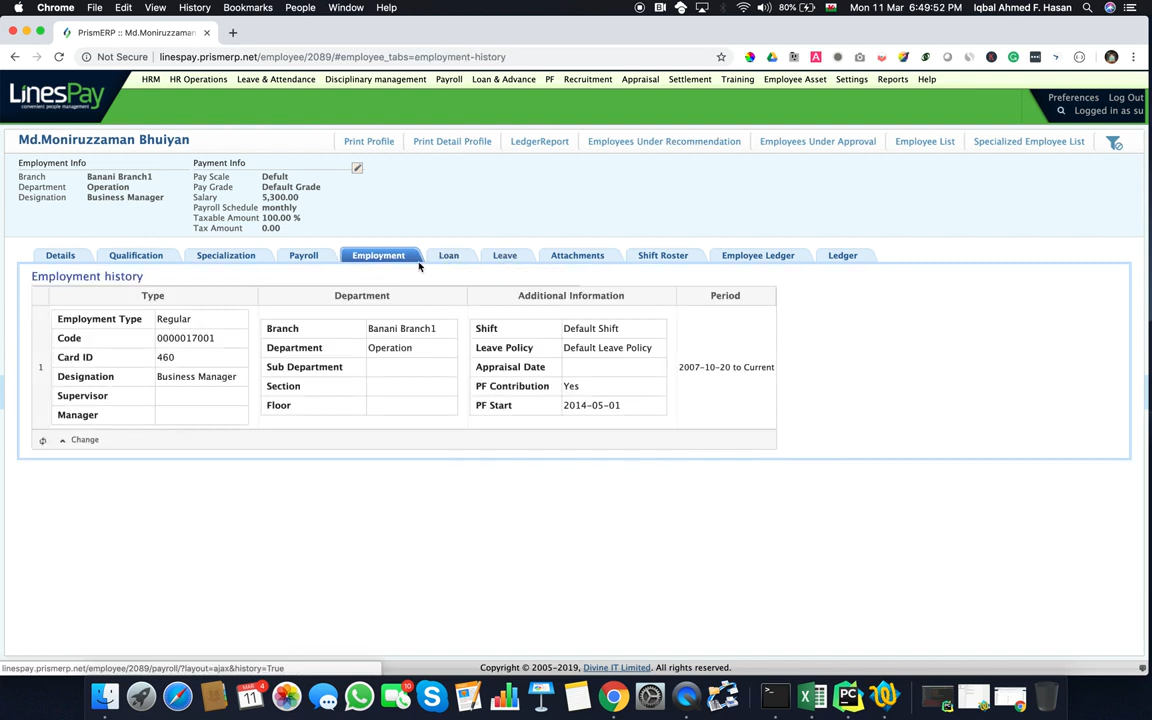 Chrome File Edit View History Bookmarks People Window Help 80% Mon 11 Mar 6:49:52 PM Iqbal Ahmed F. Hasan
PrismERP :: Md.Moniruzzaman
Not Secure linespay.prismerp.net/employee/2089/#employee_tabs=employment-history
HRM HR Operations Leave & Attendance Disciplinary management Payroll Loan & Advance PF Recruitment Appraisal Settlement Training Employee Asset Settings Reports Help
LinesPay
convenient people management
Preferences Log Out
Logged in as su
Md.Moniruzzaman Bhuiyan
Print Profile Print Detail Profile LedgerReport Employees Under Recommendation Employees Under Approval Employee List Specialized Employee List
Employment Info Payment Info
Branch Banani Branch1 Pay Scale Defult
Department Operation Pay Grade Default Grade
Designation Business Manager Salary 5,300.00
Payroll Schedule monthly
Taxable Amount 100.00 %
Tax Amount 0.00
Details Qualification Specialization Payroll Employment Loan Leave Attachments Shift Roster Employee Ledger Ledger
Employment history
Type Department Additional Information Period
Employment Type Regular
Branch Banani Branch1 Shift Default Shift
Code 0000017001
Department Operation Leave Policy Default Leave Policy
Card ID 460
1 Sub Department Appraisal Date 2007-10-20 to Current
Designation Business Manager
Section PF Contribution Yes
Supervisor
Floor PF Start 2014-05-01
Manager
Change
linespay.prismerp.net/employee/2089/payroll/?layout=ajax&history=True
Copyright © 2005-2019, Divine IT Limited. All rights reserved.
MAR
11
4
10